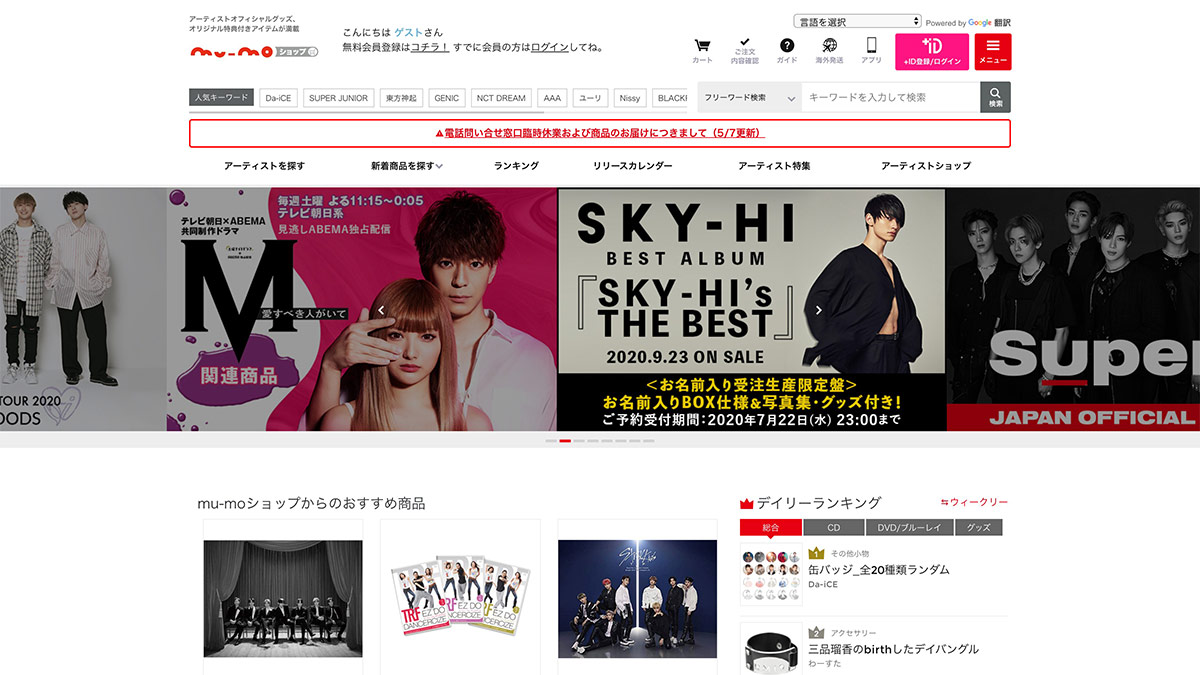 アーティストオフィシャルグッズ、
オリジナル特典付きアイテムが満載
mu-mo ショップ
こんにちは ゲストさん
無料会員登録はコチラ！ すでに会員の方はログインしてね。
言語を選択
Powered by Google 翻訳
カート
ご注文
内容確認
ガイド
海外発送
アプリ
+iD
+iD登録/ログイン
メニュー
人気キーワード
Da-iCE
SUPER JUNIOR
東方神起
GENIC
NCT DREAM
AAA
ユーリ
Nissy
BLACK
フリーワード検索
キーワードを入力して検索
検索
電話問い合せ窓口臨時休業および商品のお届けにつきまして（5/7更新）
アーティストを探す
新着商品を探す
ランキング
リリースカレンダー
アーティスト特集
アーティストショップ
TOUR 2020
OODS
テレビ朝日×ABEMA
共同制作ドラマ
毎週土曜 よる11:15〜0:05
テレビ朝日系
見逃しABEMA独占配信
M
愛すべき人がいて
関連商品
SKY-HI
BEST ALBUM
『SKY-HI's
THE BEST』
2020.9.23 ON SALE
＜お名前入り受注生産限定盤＞
お名前入りBOX仕様&写真集・グッズ付き!
ご予約受付期間：2020年7月22日(水) 23:00まで
Super
JAPAN OFFICIAL
mu-moショップからのおすすめ商品
TRF EZ DO DANCERCIZE
デイリーランキング
⇆ウィークリー
総合
CD
DVD/ブルーレイ
グッズ
1
その他小物
缶バッジ_全20種類ランダム
Da-iCE
2
アクセサリー
三品瑠香のbirthしたデイバングル
わーすた